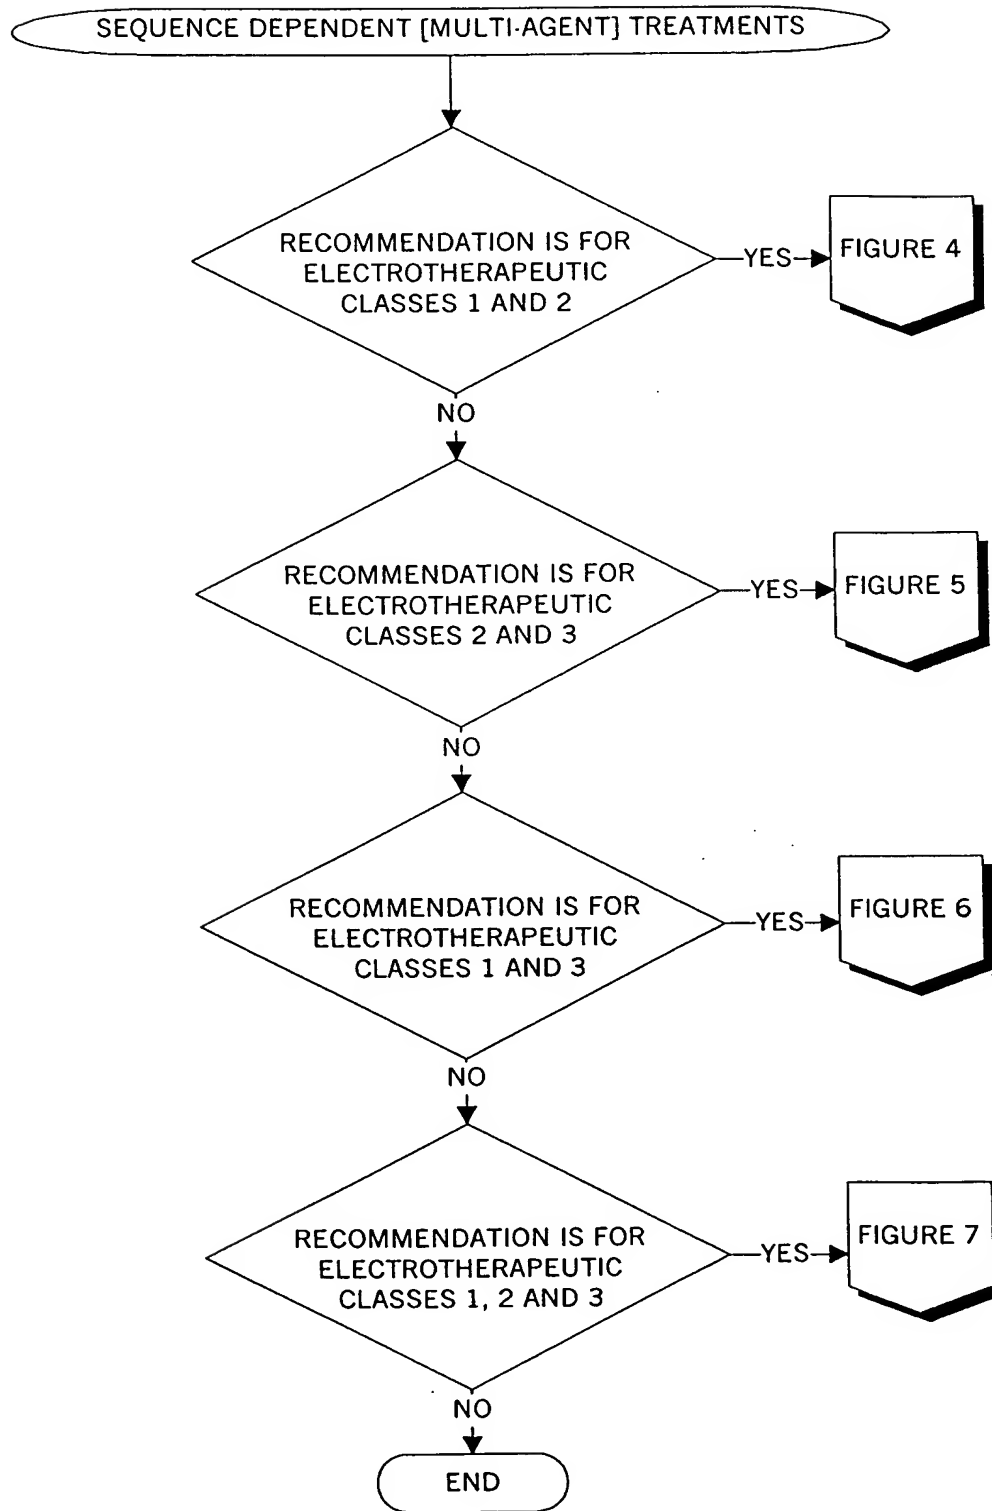 SEQUENCE DEPENDENT [MULTI-AGENT] TREATMENTS
RECOMMENDATION IS FOR
ELECTROTHERAPEUTIC
CLASSES 1 AND 2
YES
FIGURE 4
NO
RECOMMENDATION IS FOR
ELECTROTHERAPEUTIC
CLASSES 2 AND 3
YES
FIGURE 5
NO
RECOMMENDATION IS FOR
ELECTROTHERAPEUTIC
CLASSES 1 AND 3
YES
FIGURE 6
NO
RECOMMENDATION IS FOR
ELECTROTHERAPEUTIC
CLASSES 1, 2 AND 3
YES
FIGURE 7
NO
END